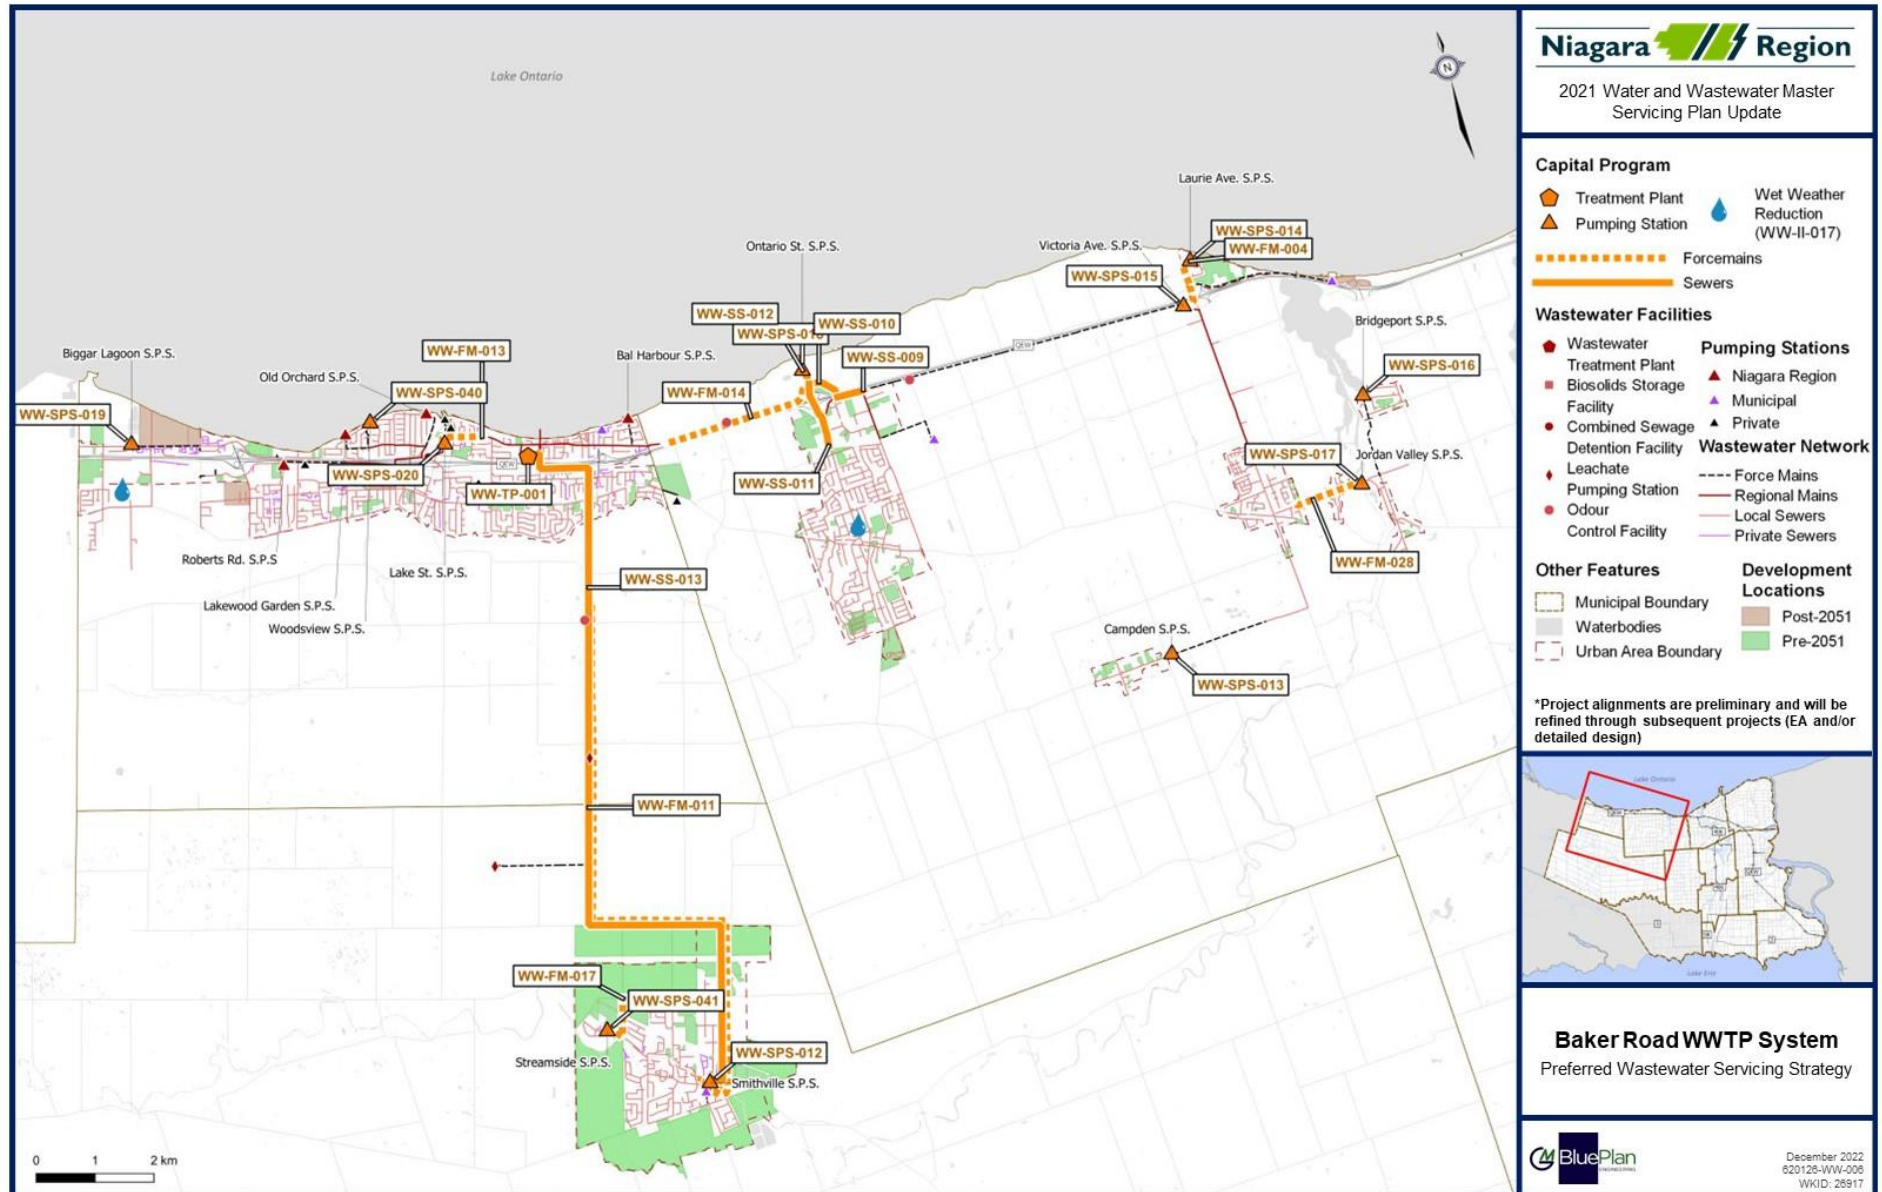 Lake Ontario
Laurie Ave. S.P.S.
WW-SPS-014
WW-FM-004
Ontario St. S.P.S.
Victoria Ave. S.P.S.
WW-SPS-015
WW-SS-012
WW-SS-010
Bridgeport S.P.S.
QEW
Biggar Lagoon S.P.S.
WW-FM-013
Bal Harbour S.P.S.
WW-SS-009
WW-SPS-016
Old Orchard S.P.S.
WW-SPS-040
WW-FM-014
WW-SPS-019
Jordan Valley S.P.S.
WW-SPS-017
QEW
WW-SPS-020
WW-SS-011
WW-TP-001
Roberts Rd. S.P.S
WW-FM-028
Lake St. S.P.S.
WW-SS-013
Lakewood Garden S.P.S.
Woodsview S.P.S.
Campden S.P.S.
WW-SPS-013
WW-FM-011
WW-FM-017
WW-SPS-041
WW-SPS-012
Streamside S.P.S.
Smithville S.P.S.
0 1 2 km
Niagara Region
2021 Water and Wastewater Master
Servicing Plan Update
N
Capital Program
Treatment Plant
Pumping Station
Wet Weather
Reduction
(WW-II-017)
Forcemains
Sewers
Wastewater Facilities
Wastewater
Treatment Plant
Biosolids Storage
Facility
Combined Sewage
Detention Facility
Leachate
Pumping Station
Odour
Control Facility
Pumping Stations
Niagara Region
Municipal
Private
Wastewater Network
Force Mains
Regional Mains
Local Sewers
Private Sewers
Other Features
Municipal Boundary
Waterbodies
Urban Area Boundary
Development
Locations
Post-2051
Pre-2051
*Project alignments are preliminary and will be
refined through subsequent projects (EA and/or
detailed design)
Lake Ontario
QEW
Lake Erie
Baker Road WWTP System
Preferred Wastewater Servicing Strategy
GM BluePlan
ENGINEERING
December 2022
620126-WW-006
WKID: 26917